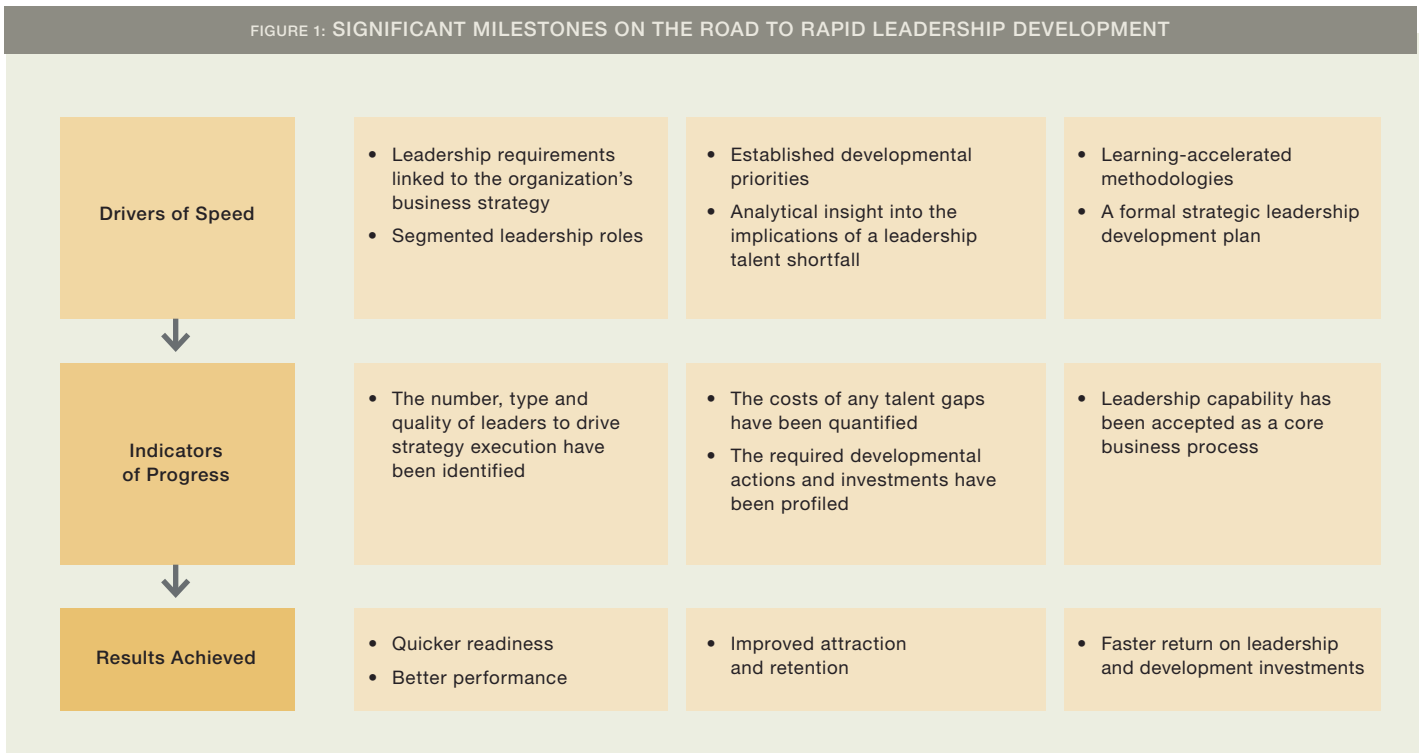 FIGURE 1: SIGNIFICANT MILESTONES ON THE ROAD TO RAPID LEADERSHIP DEVELOPMENT
Drivers of Speed
• Leadership requirements
linked to the organization’s
business strategy
• Segmented leadership roles
• Established developmental
priorities
• Analytical insight into the
implications of a leadership
talent shortfall
• Learning-accelerated
methodologies
• A formal strategic leadership
development plan
Indicators
of Progress
• The number, type and
quality of leaders to drive
strategy execution have
been identified
• The costs of any talent gaps
have been quantified
• The required developmental
actions and investments have
been profiled
• Leadership capability has
been accepted as a core
business process
Results Achieved
• Quicker readiness
• Better performance
• Improved attraction
and retention
• Faster return on leadership
and development investments